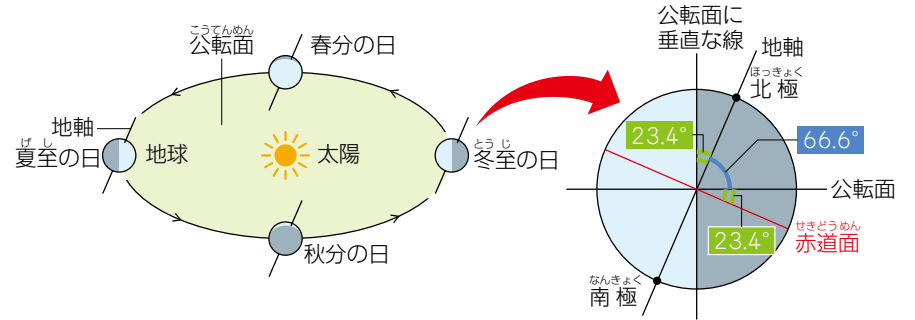 こうてんめん
公転面
春分の日
地軸
げし
夏至の日
地球
太陽
とうじ
冬至の日
秋分の日
公転面に
垂直な線
地軸
ほっきょく
北極
23.4°
66.6°
公転面
23.4°
せきどうめん
赤道面
なんきょく
南極